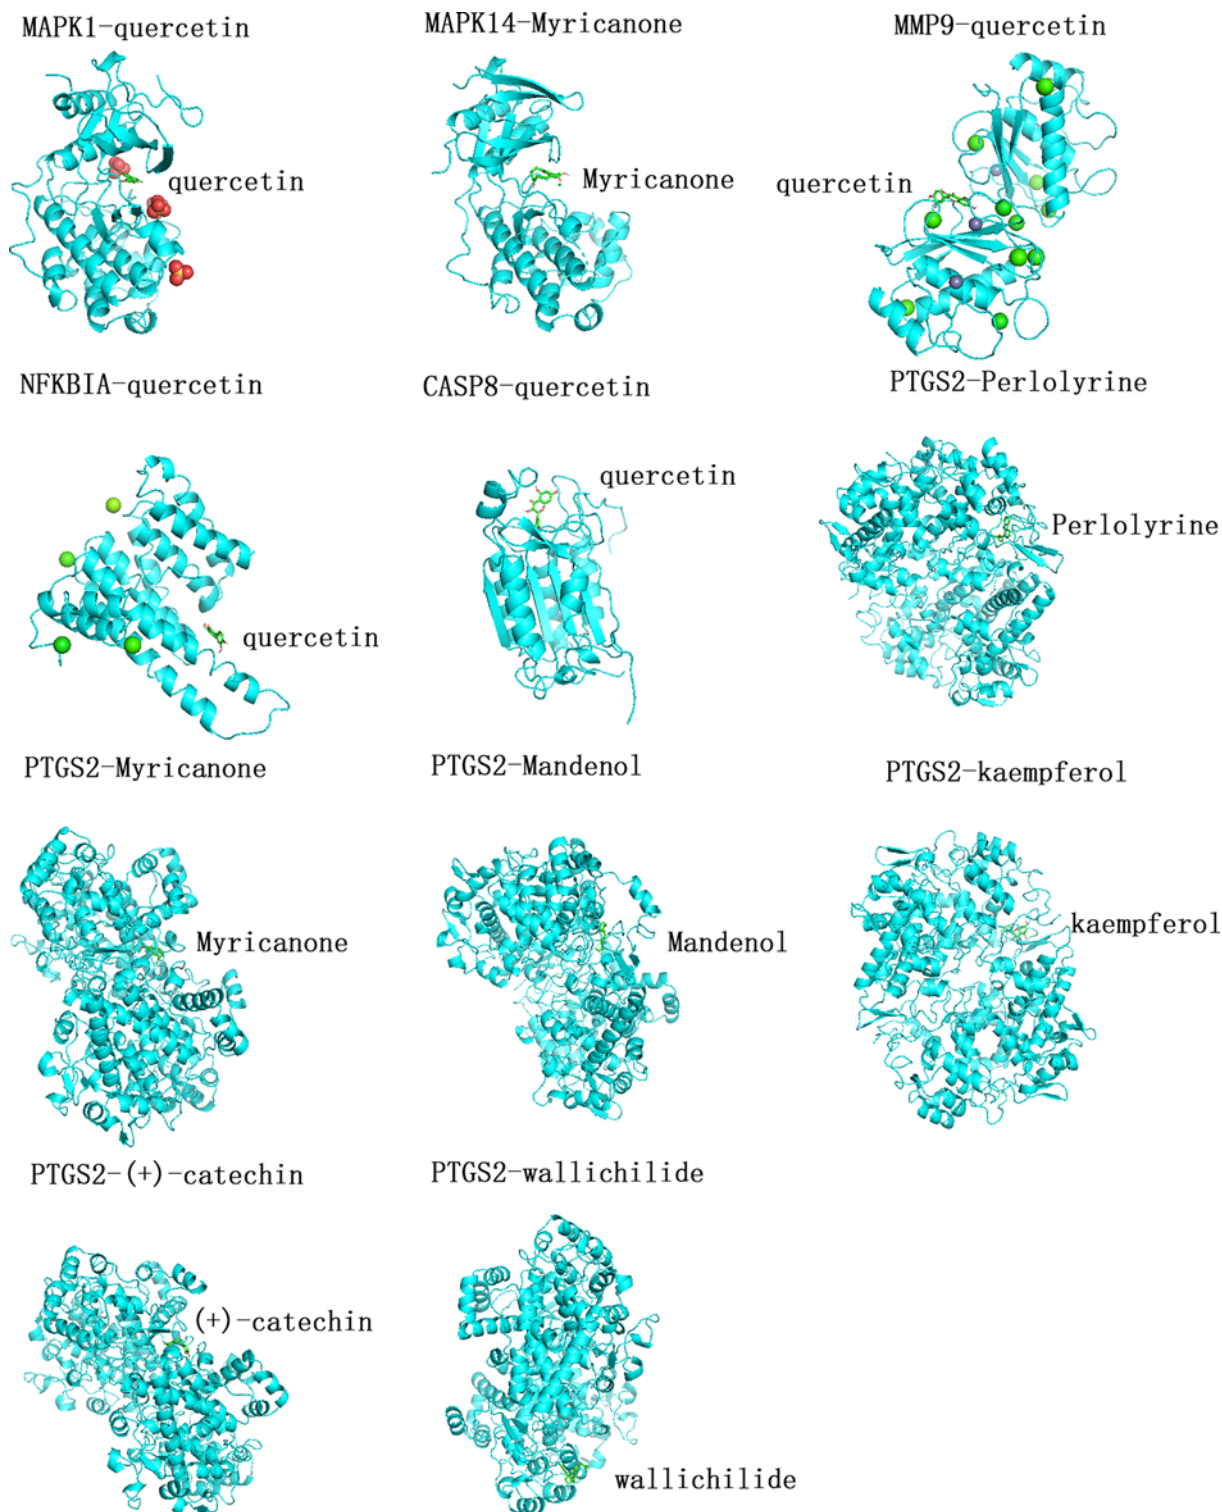 MAPK1-quercetin
MAPK14-Myricanone
MMP9-quercetin
quercetin
Myricanone
quercetin
NFKBIA-quercetin
CASP8-quercetin
PTGS2-Perlolyrine
quercetin
quercetin
Perlolyrine
PTGS2-Myricanone
PTGS2-Mandenol
PTGS2-kaempferol
Myricanone
Mandenol
kaempferol
PTGS2-(+)-catechin
PTGS2-wallichilide
(+)-catechin
wallichilide